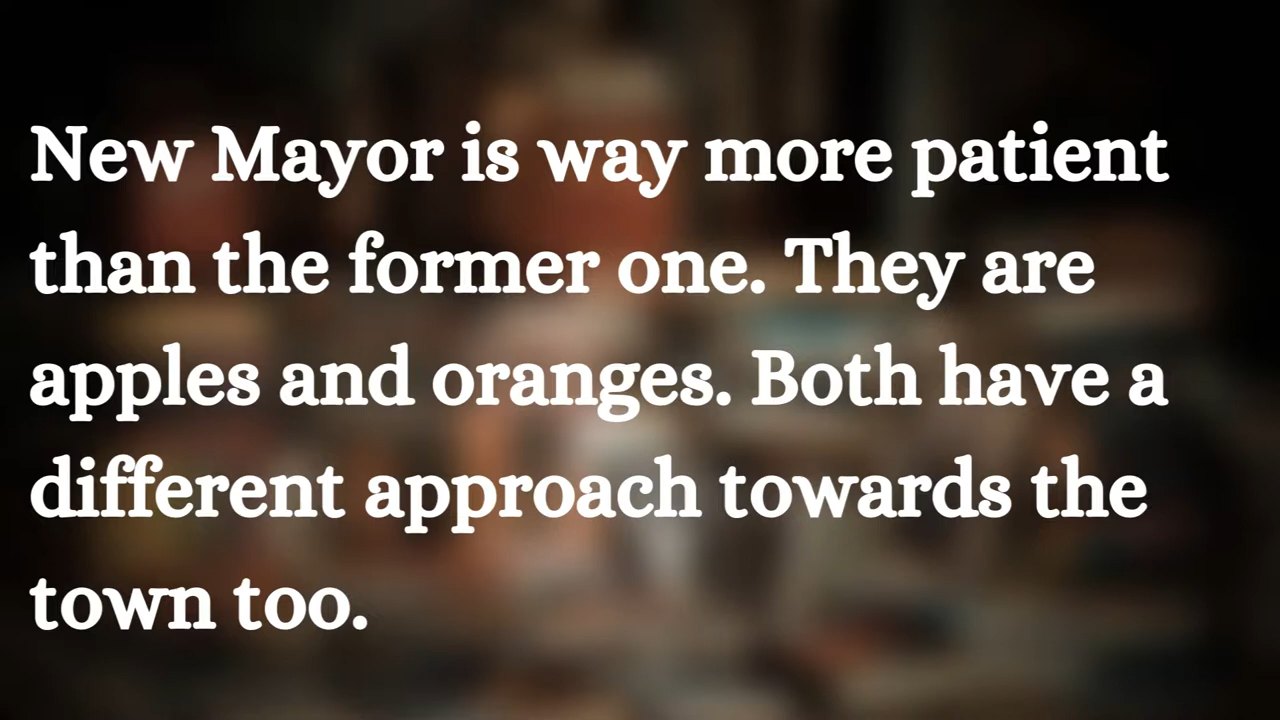 New Mayor is way more patient
than the former one. They are
apples and oranges. Both have a
different approach towards the
town too.